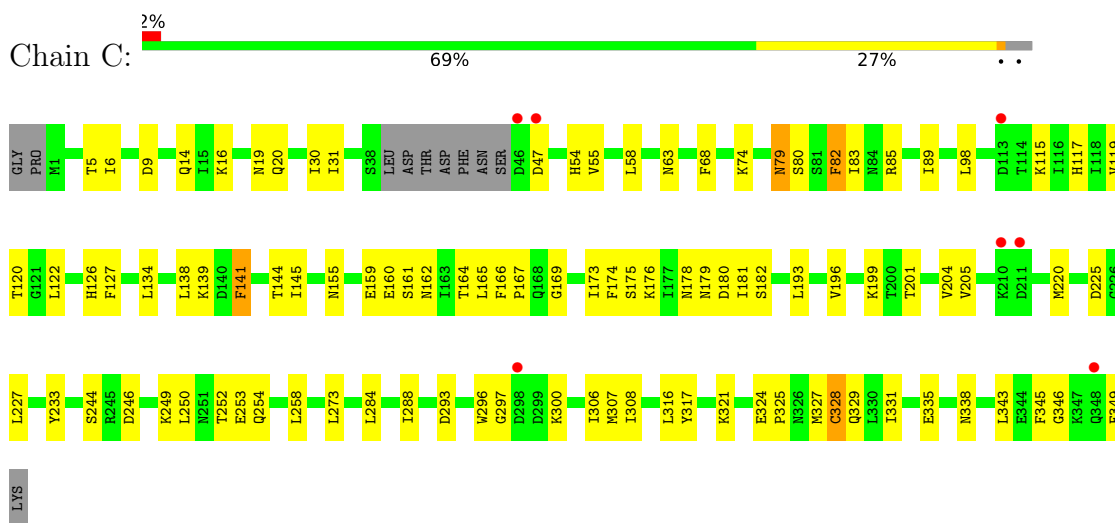 2%
Chain C:
69% 27% • •
GLY PRO M1 T5 I6 D9 Q14 I15 K16 N19 Q20 I30 I31 S38 LEU ASP THR ASP PHE ASN SER D46 D47 H54 V55 L58 N63 F68 K74 N79 S80 S81 F82 I83 N84 R85 I89 L98 D113 T114 K115 I116 H117 I118 V119
T120 G121 L122 H126 F127 L134 L138 K139 D140 F141 T144 I145 N155 E159 E160 S161 N162 I163 T164 L165 F166 P167 Q168 G169 I173 F174 S175 K176 I177 N178 N179 D180 I181 S182 L193 V196 K199 T200 T201 V204 V205 K210 D211 M220 D225
L227 Y233 S244 R245 D246 K249 L250 N251 T252 E253 Q254 L258 L273 L284 I288 D293 W296 G297 D298 D299 K300 I306 M307 I308 L316 Y317 K321 E324 P325 N326 M327 C328 Q329 L330 I331 E335 N338 L343 E344 F345 G346 K347 Q348
LYS